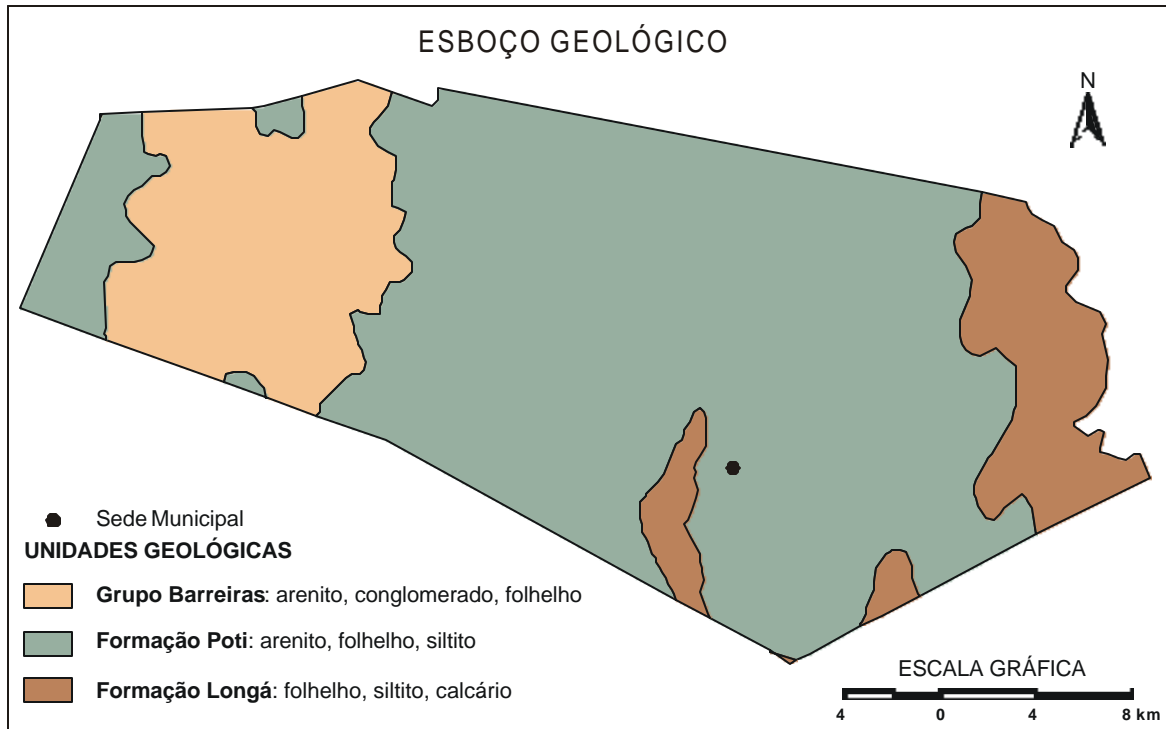 ESBOÇO GEOLÓGICO
N
Sede Municipal
UNIDADES GEOLÓGICAS
Grupo Barreiras: arenito, conglomerado, folhelho
Formação Poti: arenito, folhelho, siltito
Formação Longá: folhelho, siltito, calcário
ESCALA GRÁFICA
4 0 4 8 km